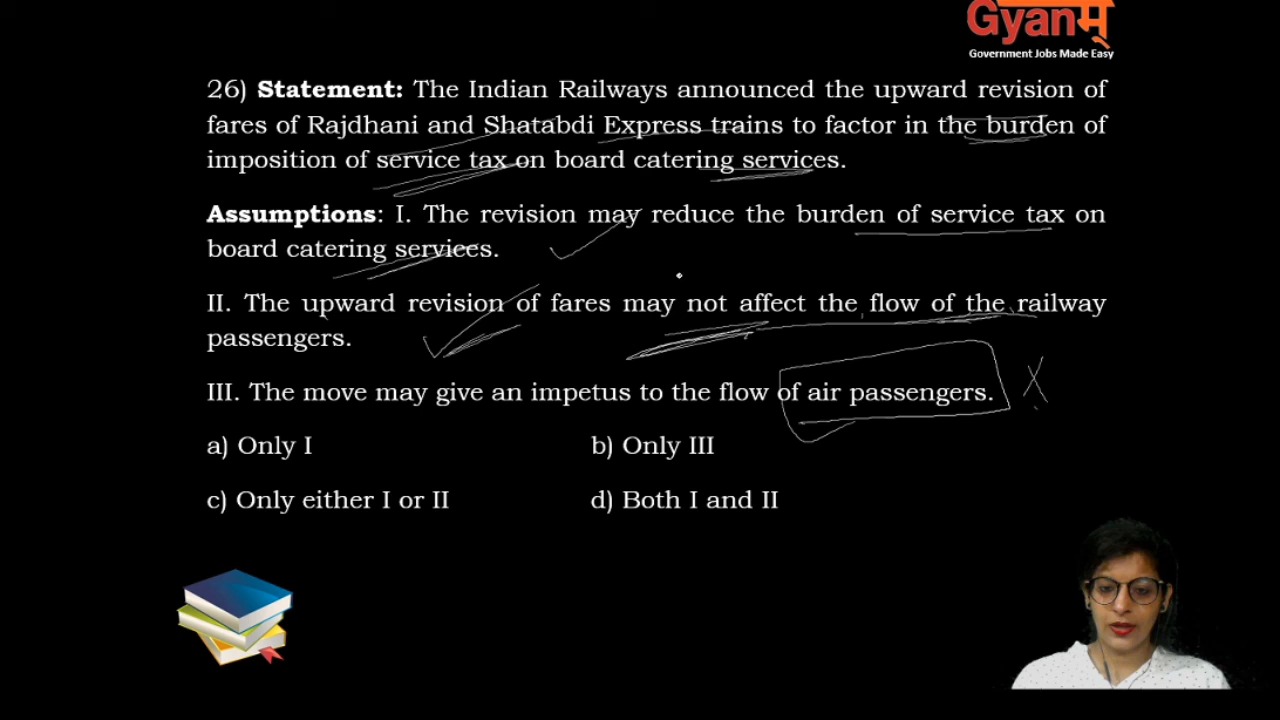 Gyanम्
Government Jobs Made Easy
26) Statement: The Indian Railways announced the upward revision of
fares of Rajdhani and Shatabdi Express trains to factor in the burden of
imposition of service tax on board catering services.
Assumptions: I. The revision may reduce the burden of service tax on
board catering services.
II. The upward revision of fares may not affect the flow of the railway
passengers.
III. The move may give an impetus to the flow of air passengers.
a) Only I
b) Only III
c) Only either I or II
d) Both I and II